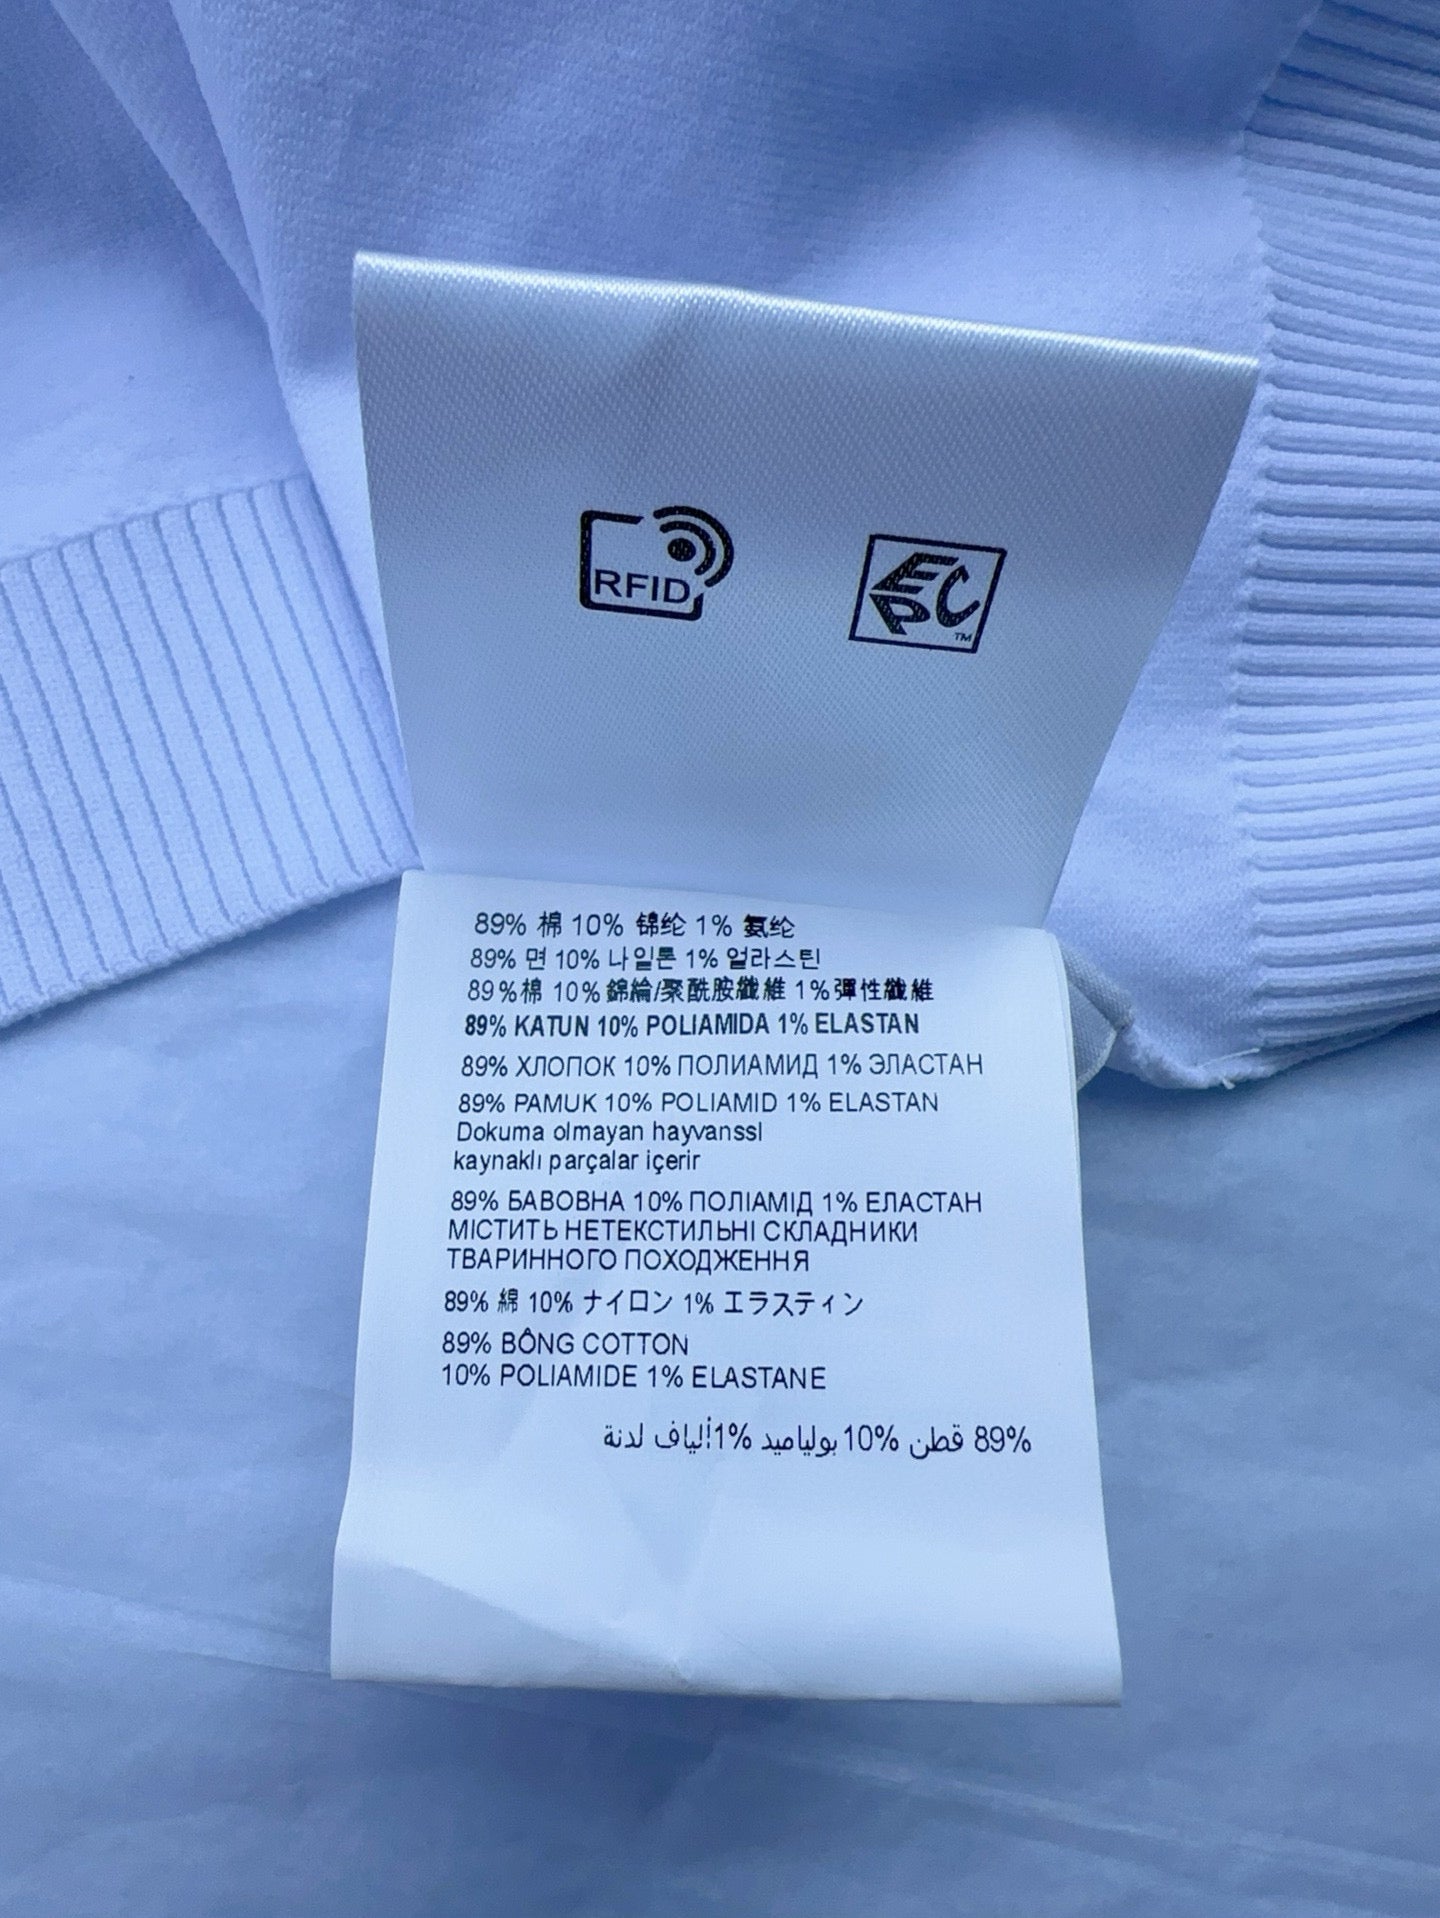 RFID
EPC
TM
89% 棉 10% 锦纶 1% 氨纶
89% 면 10% 나일론 1% 얼라스틴
89%棉 10%錦綸/聚酰胺纖維 1%彈性纖維
89% KATUN 10% POLIAMIDA 1% ELASTAN
89% ХЛОПОК 10% ПОЛИАМИД 1% ЭЛАСТАН
89% PAMUK 10% POLIAMID 1% ELASTAN
Dokuma olmayan hayvanssl
kaynaklı parçalar içerir
89% БАВОВНА 10% ПОЛІАМІД 1% ЕЛАСТАН
МІСТИТЬ НЕТЕКСТИЛЬНІ СКЛАДНИКИ
ТВАРИННОГО ПОХОДЖЕННЯ
89% 綿 10% ナイロン 1% エラスティン
89% BÔNG COTTON
10% POLIAMIDE 1% ELASTANE
89% قطن 10% بولياميد 1% ألياف لدنة